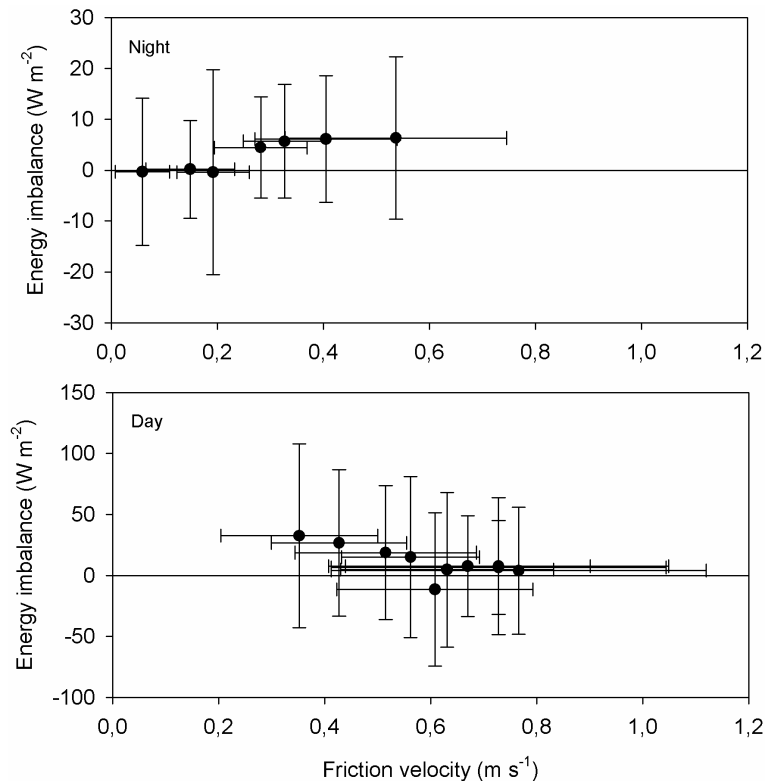 Energy imbalance (W m-2)
30
20
10
0
-10
-20
-30
Night
0,0 0,2 0,4 0,6 0,8 1,0 1,2
Energy imbalance (W m-2)
150
100
50
0
-50
-100
Day
0,0 0,2 0,4 0,6 0,8 1,0 1,2
Friction velocity (m s-1)